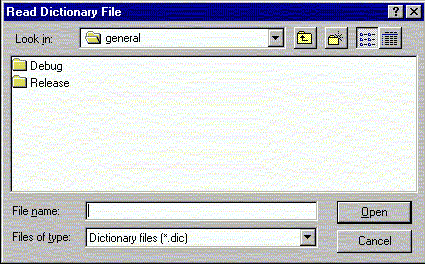 Read Dictionary File
Look in: general
Debug
Release
File name: Open
Files of type: Dictionary files (*.dic) Cancel